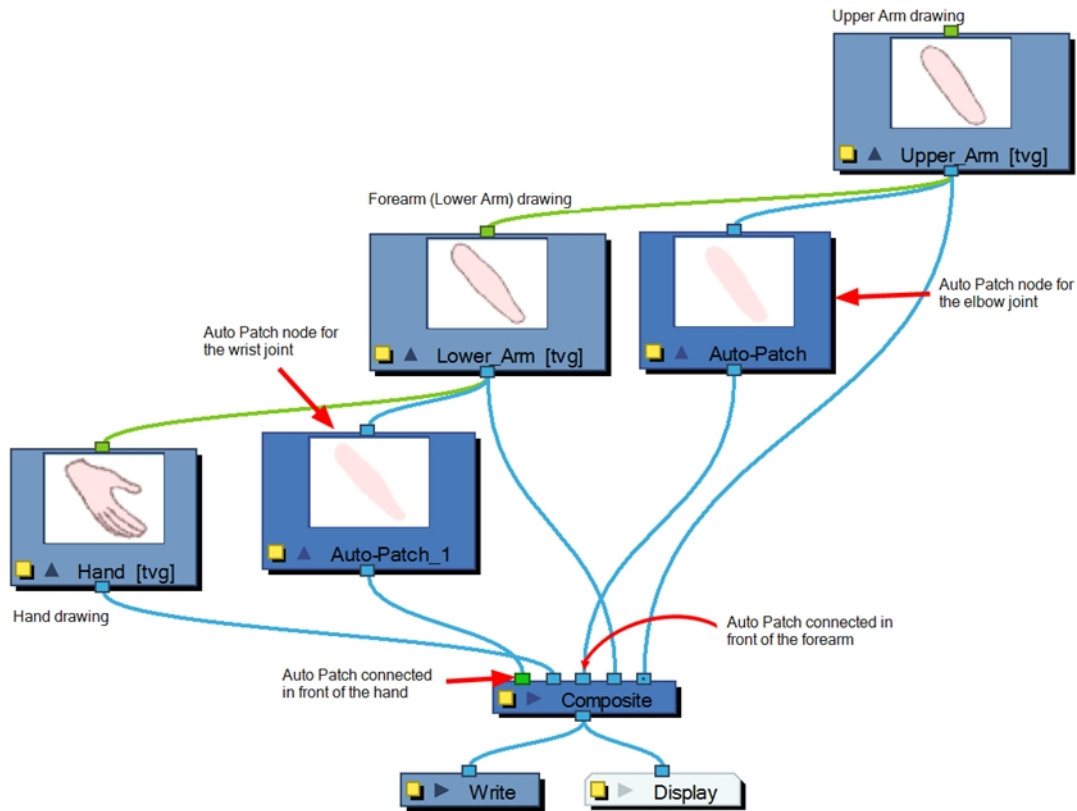 Upper Arm drawing
Upper_Arm [tvg]
Forearm (Lower Arm) drawing
Auto Patch node for
the elbow joint
Auto Patch node for
the wrist joint
Lower_Arm [tvg]
Auto-Patch
Hand [tvg]
Auto-Patch_1
Hand drawing
Auto Patch connected in
front of the forearm
Auto Patch connected
in front of the hand
Composite
Write
Display